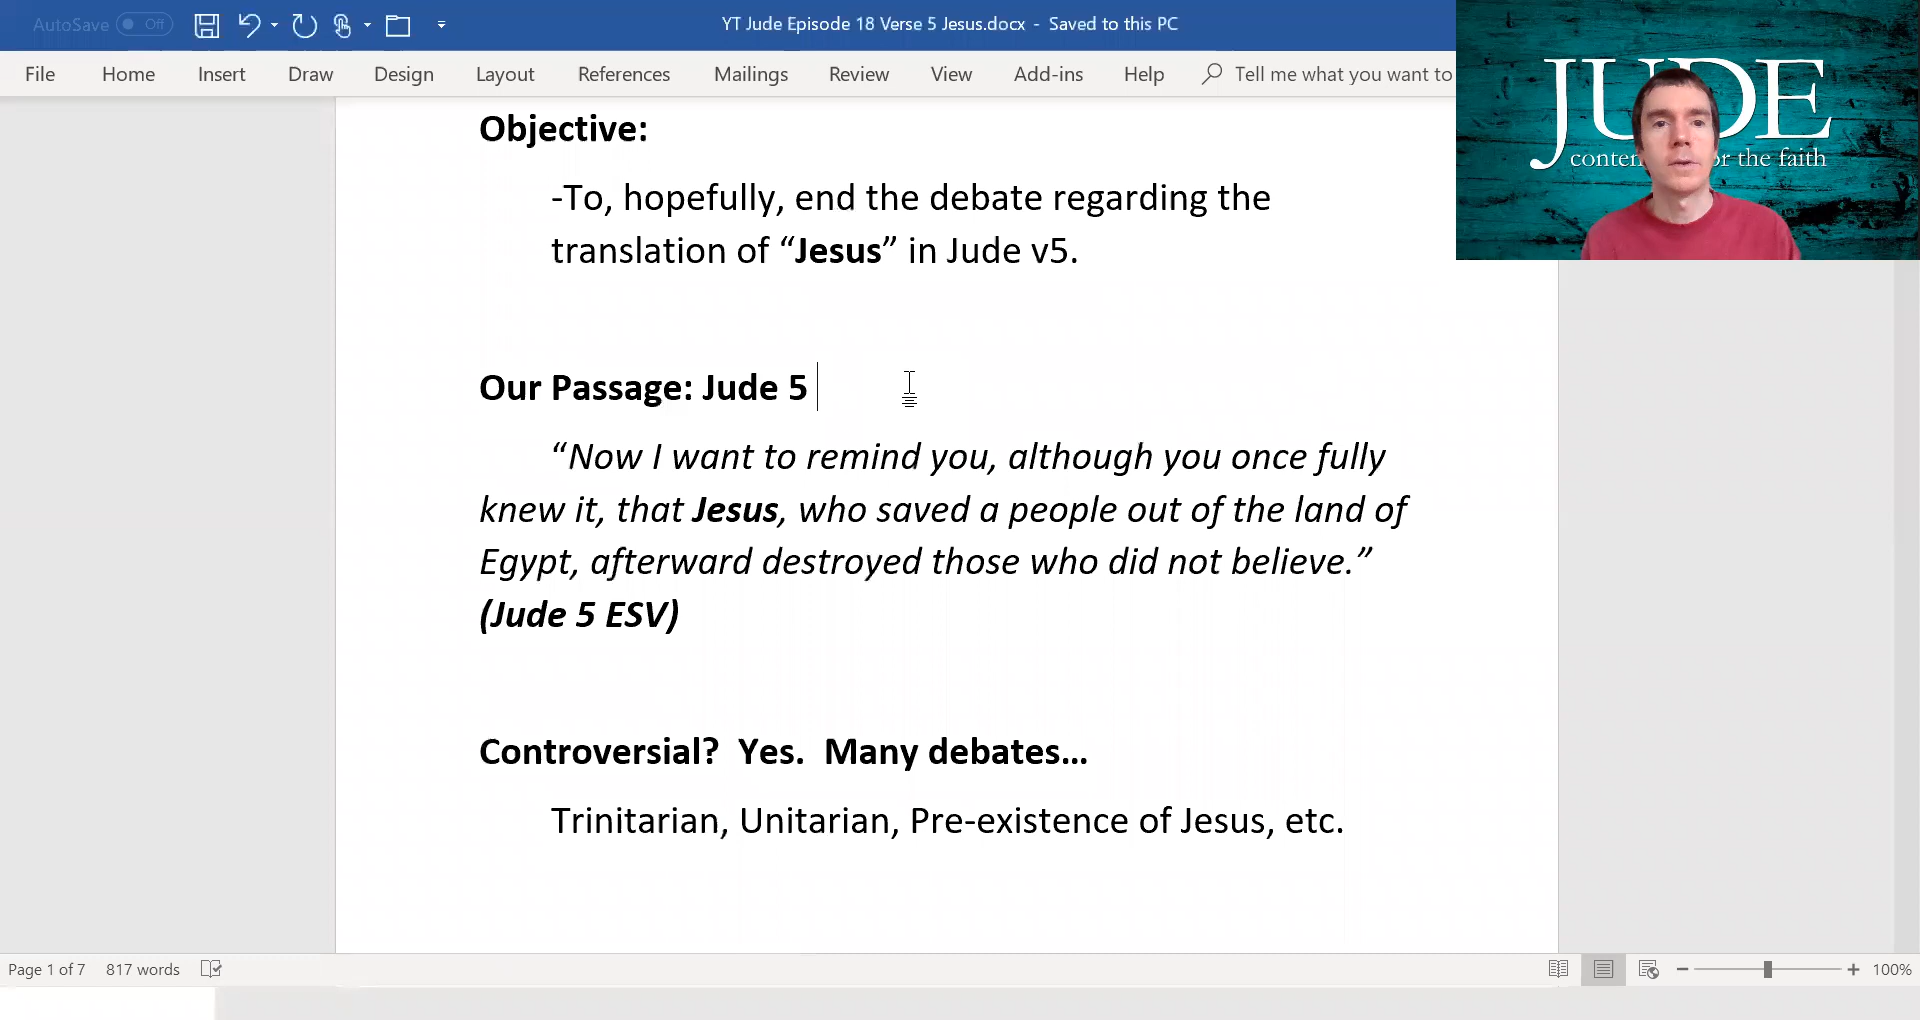 AutoSave Off
YT Jude Episode 18 Verse 5 Jesus.docx - Saved to this PC
File Home Insert Draw Design Layout References Mailings Review View Add-ins Help Tell me what you want to
JUDE
for the faith
Objective:
-To, hopefully, end the debate regarding the
translation of “Jesus” in Jude v5.
Our Passage: Jude 5
“Now I want to remind you, although you once fully
knew it, that Jesus, who saved a people out of the land of
Egypt, afterward destroyed those who did not believe.”
(Jude 5 ESV)
Controversial?  Yes.  Many debates...
Trinitarian, Unitarian, Pre-existence of Jesus, etc.
Page 1 of 7 817 words
100%